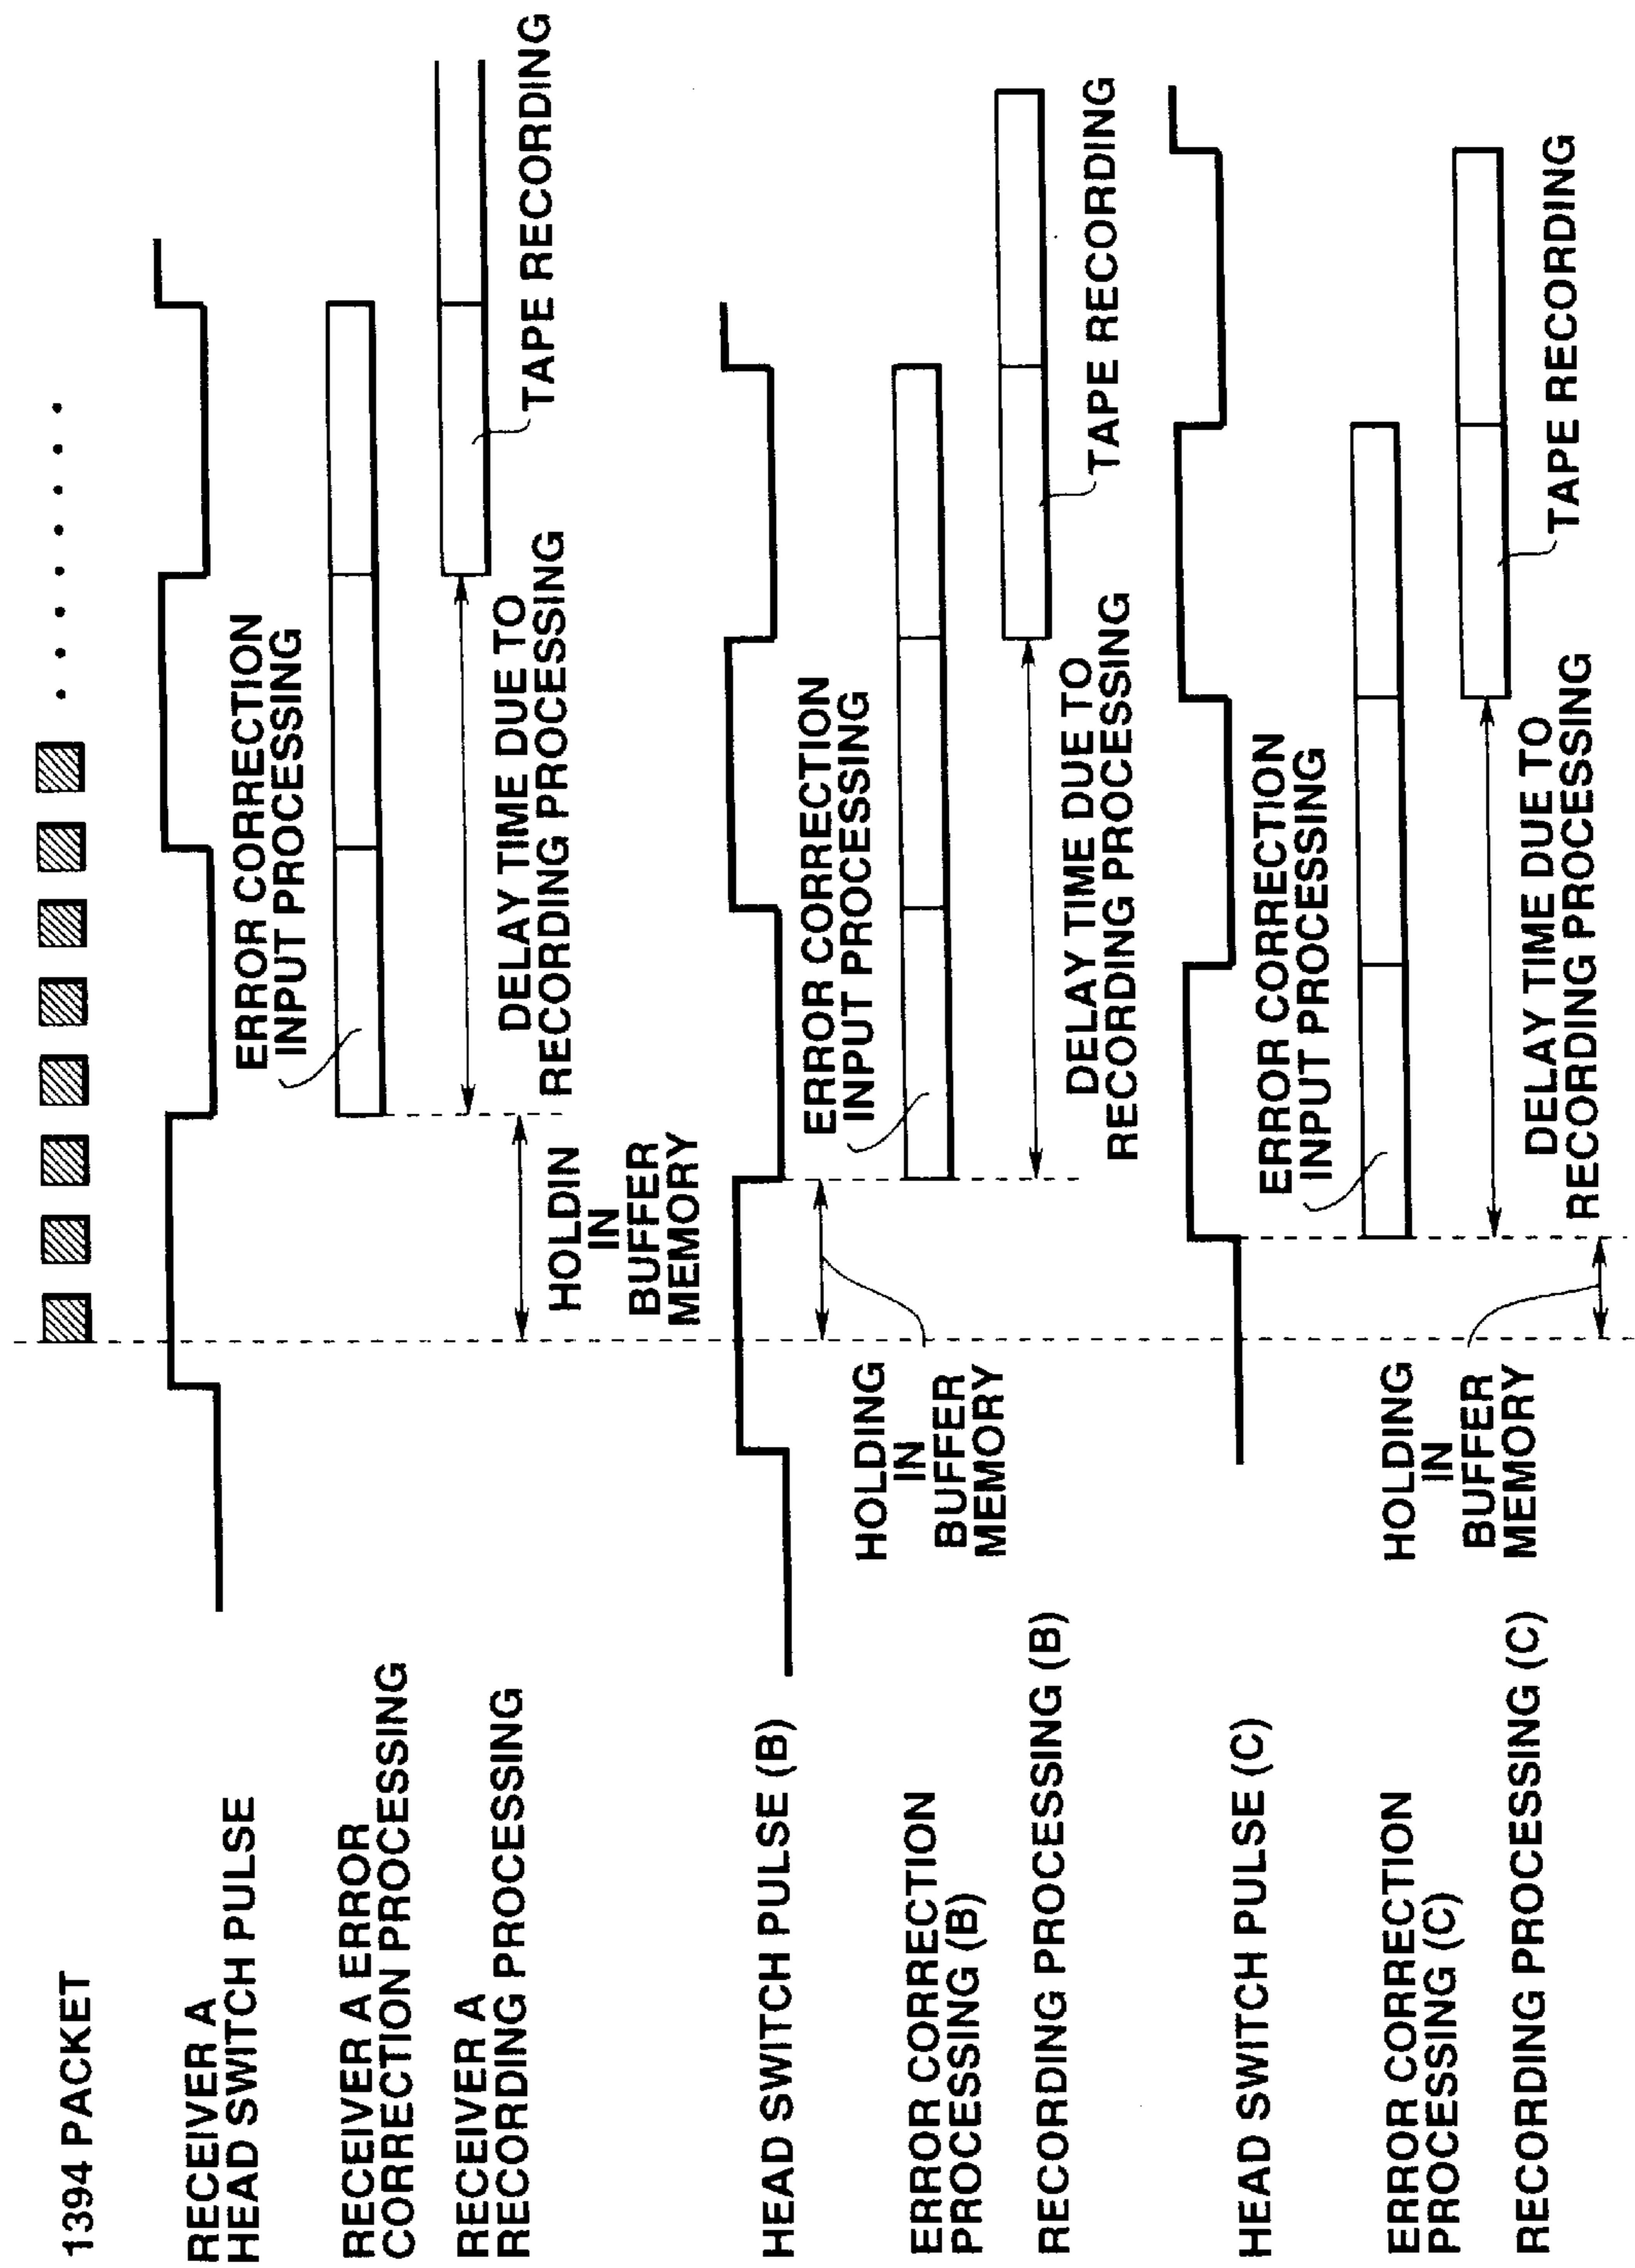 1394 PACKET
RECEIVER A
HEAD SWITCH PULSE
ERROR CORRECTION
INPUT PROCESSING
RECEIVER A ERROR
CORRECTION PROCESSING
RECEIVER A
RECORDING PROCESSING
DELAY TIME DUE TO
RECORDING PROCESSING
TAPE RECORDING
HOLDIN
IN
BUFFER
MEMORY
HEAD SWITCH PULSE (B)
ERROR CORRECTION
INPUT PROCESSING
HOLDING
IN
BUFFER
MEMORY
ERROR CORRECTION
PROCESSING (B)
RECORDING PROCESSING (B)
DELAY TIME DUE TO
RECORDING PROCESSING
TAPE RECORDING
HEAD SWITCH PULSE (C)
ERROR CORRECTION
INPUT PROCESSING
HOLDING
IN
BUFFER
MEMORY
ERROR CORRECTION
PROCESSING (C)
RECORDING PROCESSING (C)
DELAY TIME DUE TO
RECORDING PROCESSING
TAPE RECORDING